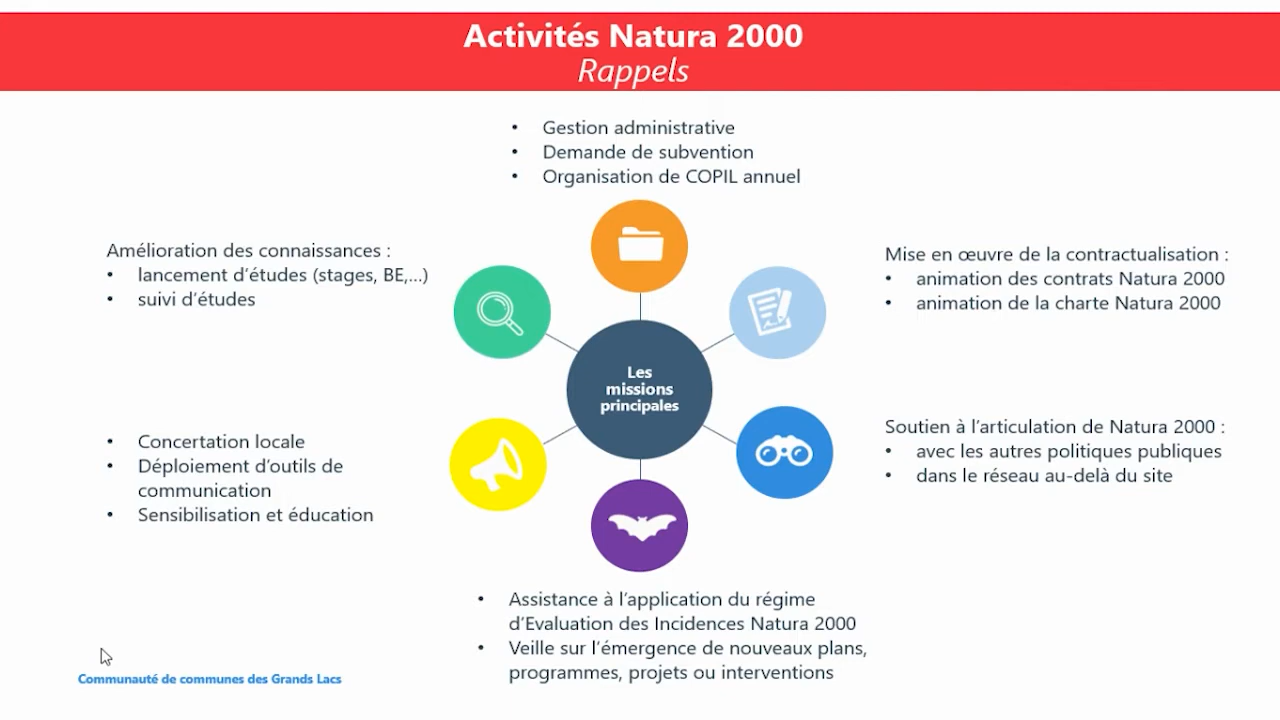 Activités Natura 2000
Rappels
• Gestion administrative
• Demande de subvention
• Organisation de COPIL annuel
Amélioration des connaissances :
• lancement d'études (stages, BE,...)
• suivi d'études
Mise en œuvre de la contractualisation :
• animation des contrats Natura 2000
• animation de la charte Natura 2000
Les
missions
principales
• Concertation locale
• Déploiement d'outils de
communication
• Sensibilisation et éducation
Soutien à l'articulation de Natura 2000 :
• avec les autres politiques publiques
• dans le réseau au-delà du site
• Assistance à l'application du régime
d'Evaluation des Incidences Natura 2000
• Veille sur l'émergence de nouveaux plans,
programmes, projets ou interventions
Communauté de communes des Grands Lacs